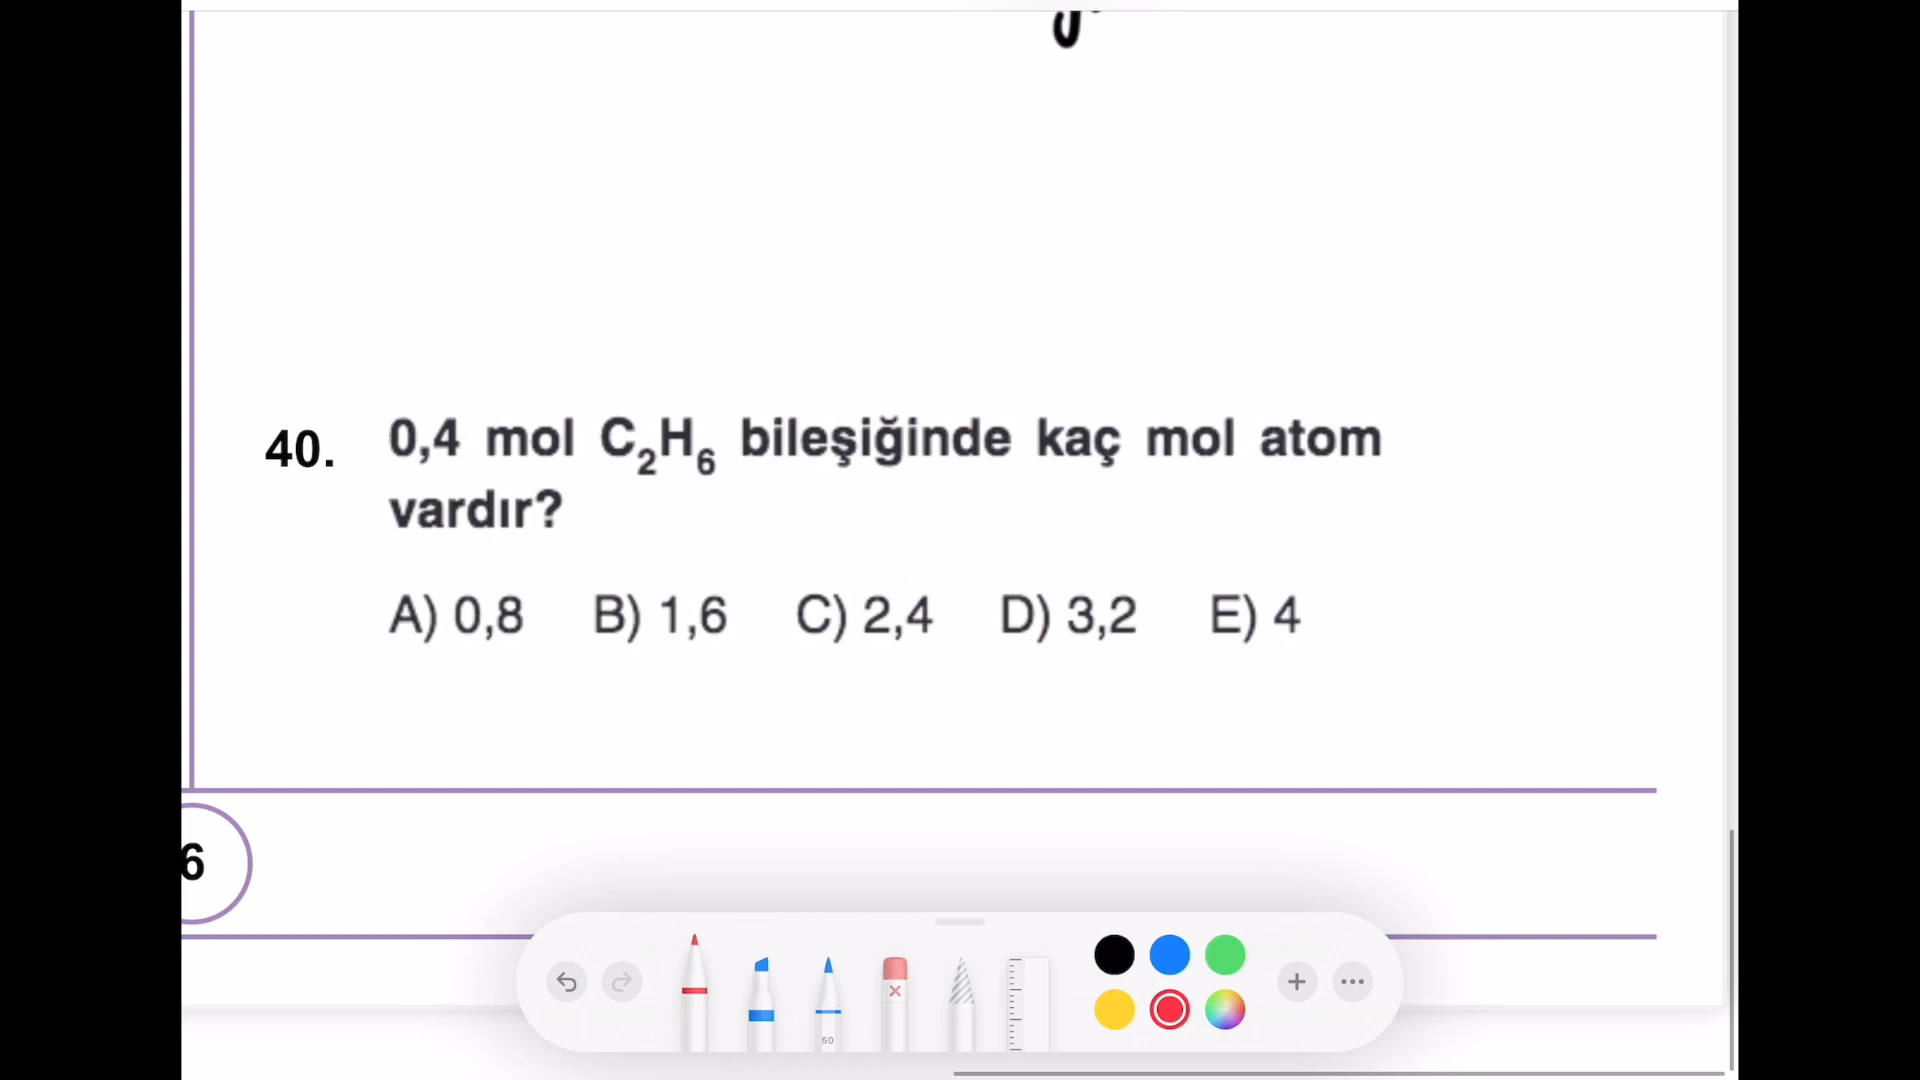 40. 0,4 mol C₂H₆ bileşiğinde kaç mol atom
vardır?
A) 0,8 B) 1,6 C) 2,4 D) 3,2 E) 4
6
50